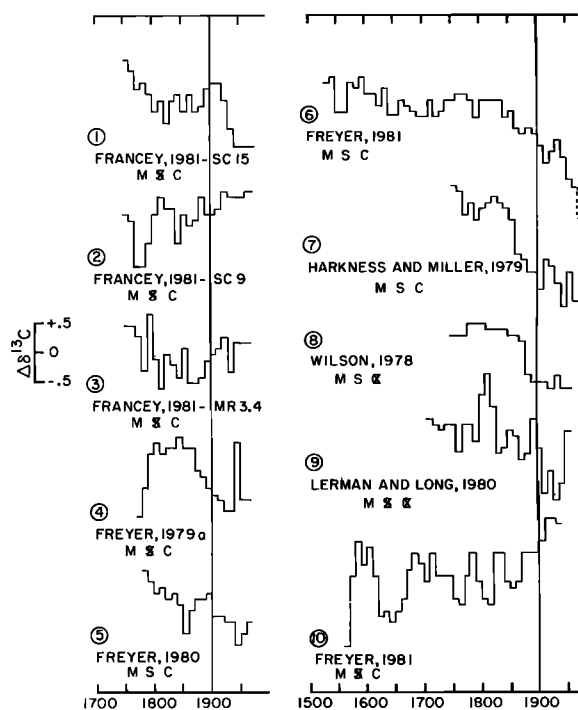 ①
FRANCEY, 1981 - SC 15
M S C
②
FRANCEY, 1981 - SC 9
M S C
Δδ13C
+.5
0
-.5
③
FRANCEY, 1981 - MR 3.4
M S C
④
FREYER, 1979a
M S C
⑤
FREYER, 1980
M S C
1700 1800 1900
⑥
FREYER, 1981
M S C
⑦
HARKNESS AND MILLER, 1979
M S C
⑧
WILSON, 1978
M S C
⑨
LERMAN AND LONG, 1980
M S C
⑩
FREYER, 1981
M S C
1500 1600 1700 1800 1900